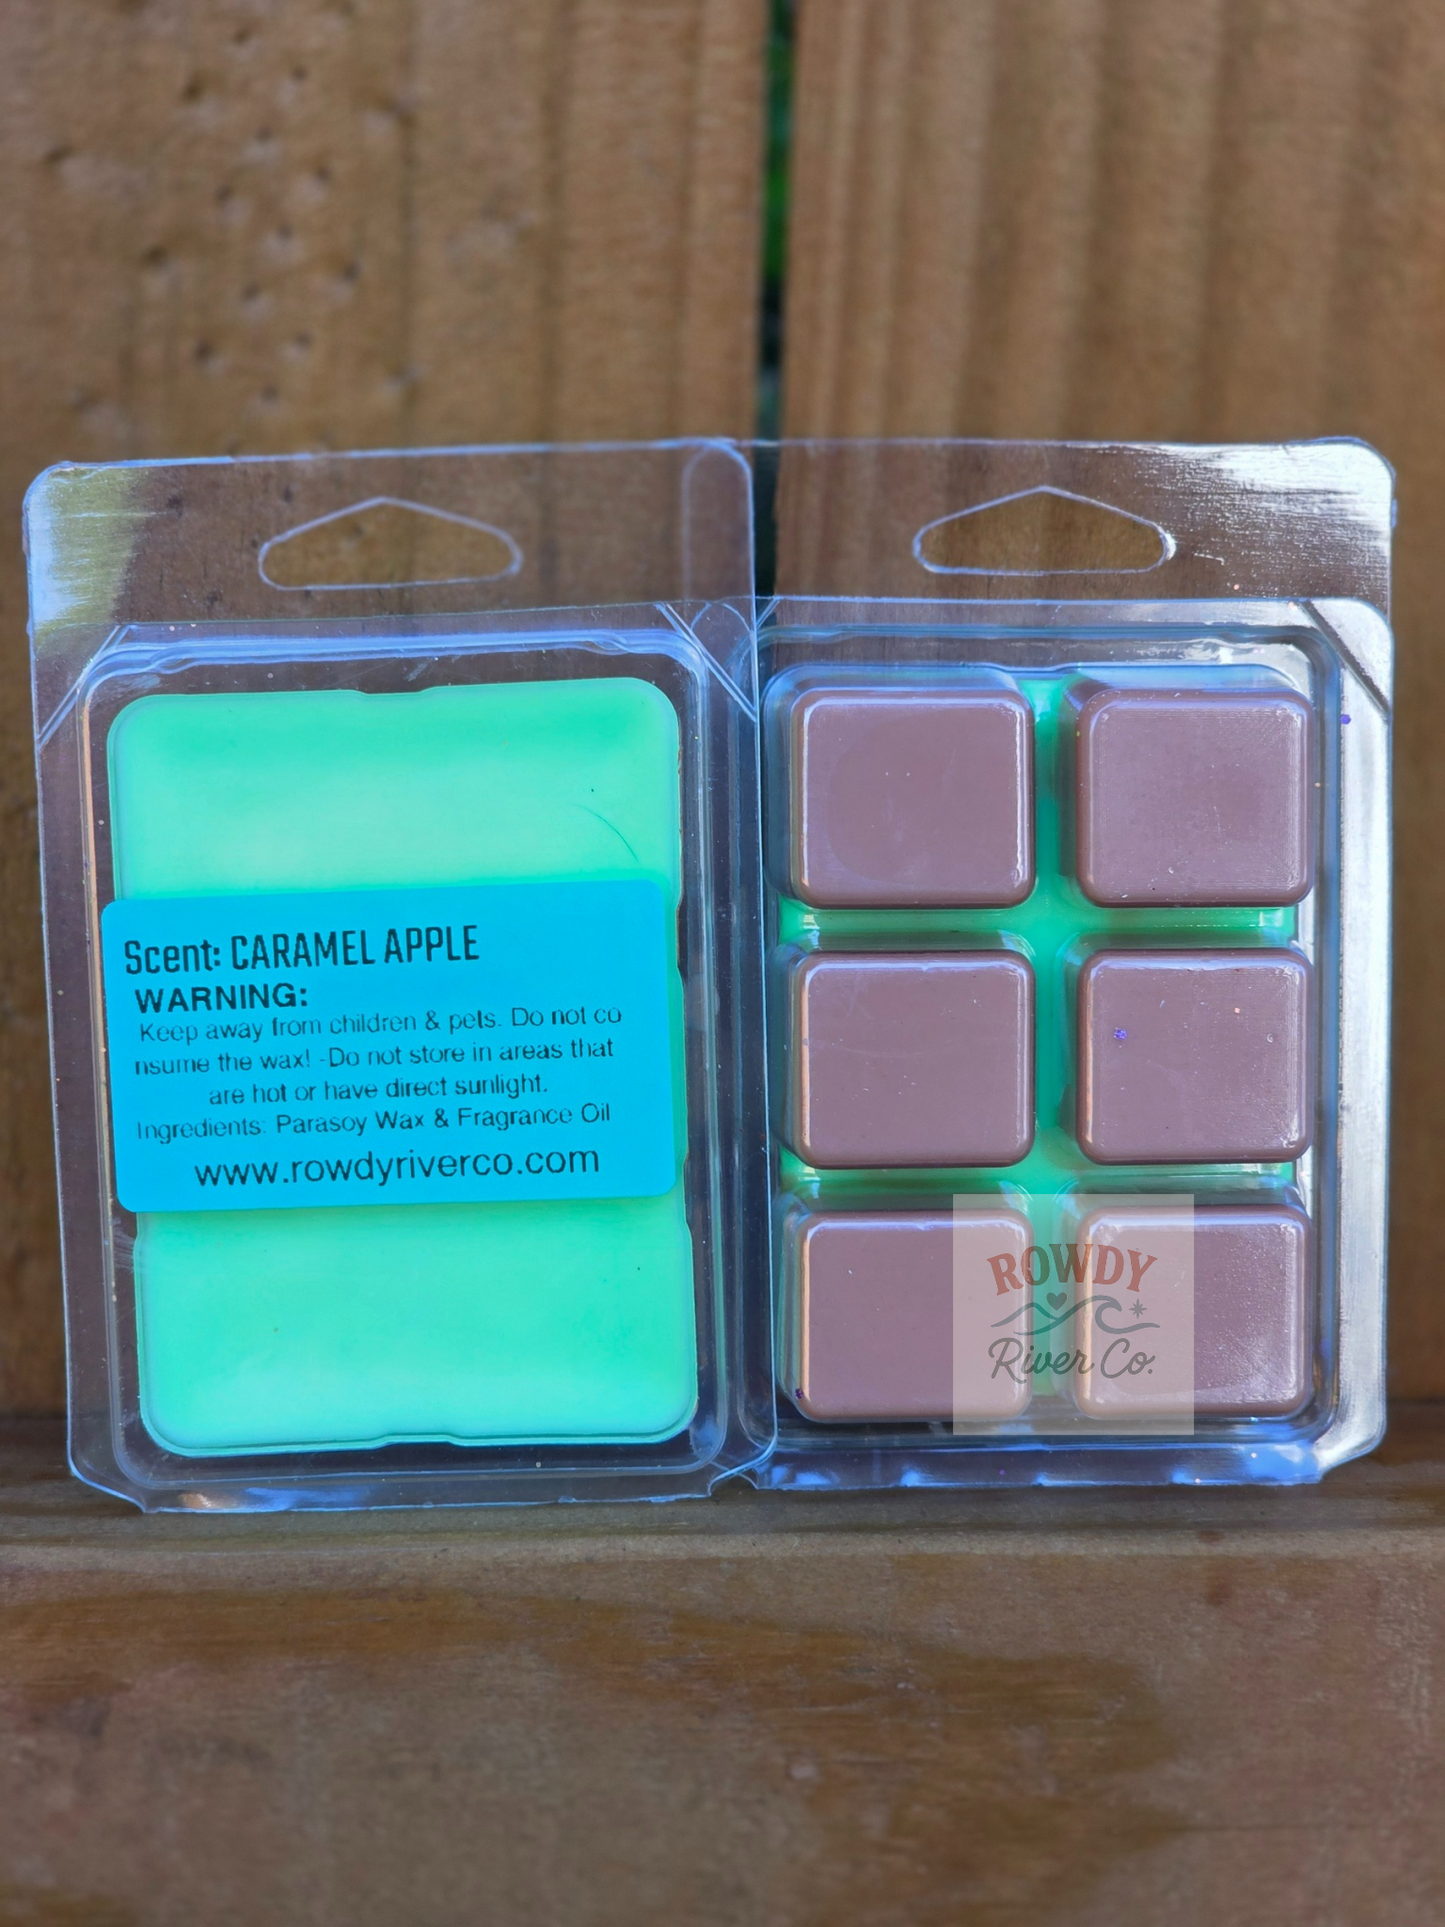 Scent: CARAMEL APPLE
WARNING:
Keep away from children & pets. Do not co
nsume the wax! -Do not store in areas that
are hot or have direct sunlight.
Ingredients: Parasoy Wax & Fragrance Oil
www.rowdyriverco.com
ROWDY
River Co.